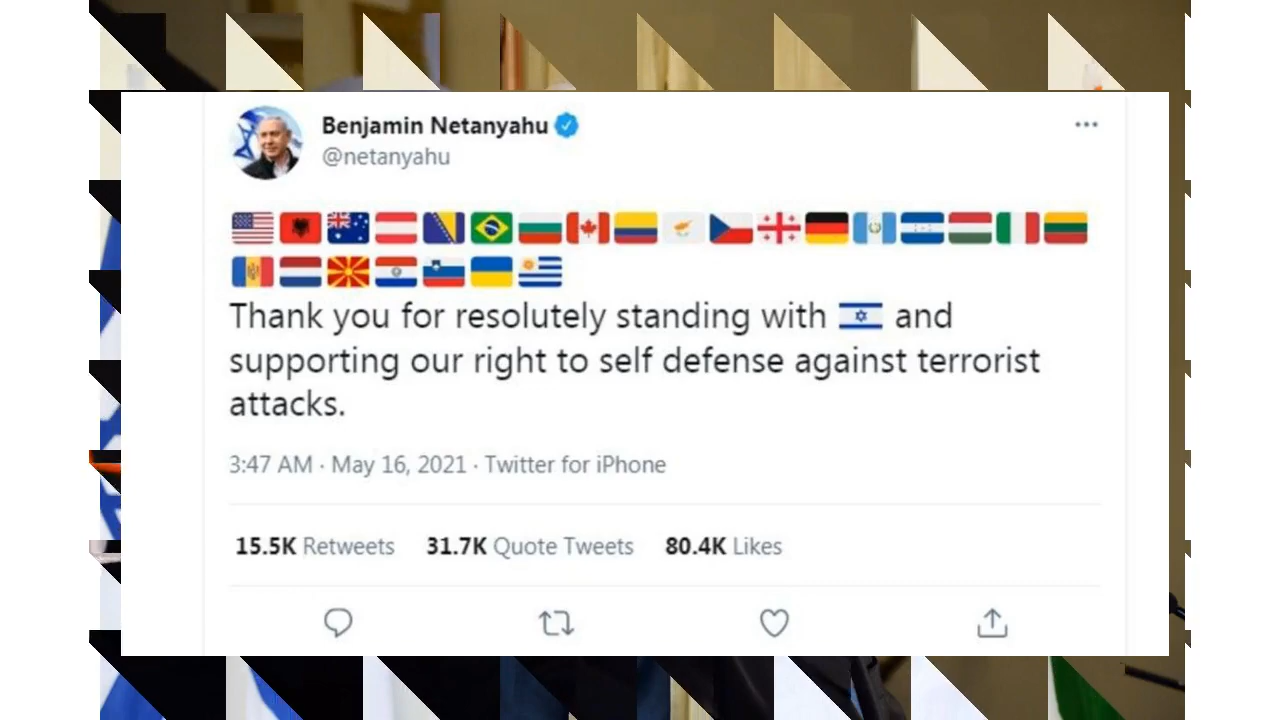 Benjamin Netanyahu
@netanyahu
🇺🇸🇦🇱🇦🇺🇦🇹🇧🇦🇧🇷🇧🇬🇨🇦🇨🇴🇨🇾🇨🇿🇬🇪🇩🇪🇬🇹🇭🇳🇭🇺🇮🇹🇱🇹
🇲🇩🇳🇱🇲🇰🇵🇾🇸🇮🇺🇦🇺🇾
Thank you for resolutely standing with 🇮🇱 and
supporting our right to self defense against terrorist
attacks.
3:47 AM · May 16, 2021 · Twitter for iPhone
15.5K Retweets 31.7K Quote Tweets 80.4K Likes